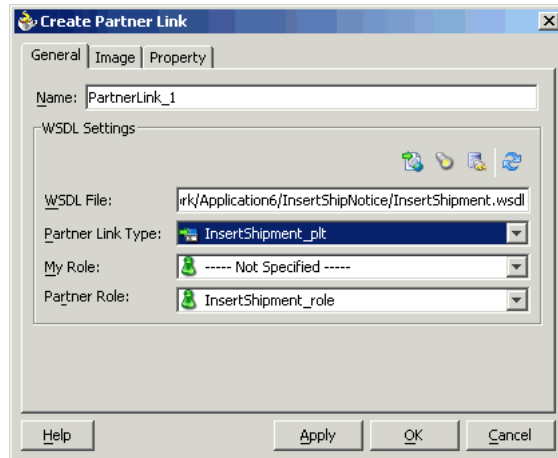 Create Partner Link
General Image Property
Name: PartnerLink_1
WSDL Settings
WSDL File: ırk/Application6/InsertShipNotice/InsertShipment.wsdl
Partner Link Type: InsertShipment_plt
My Role: ----- Not Specified -----
Partner Role: InsertShipment_role
Help Apply OK Cancel